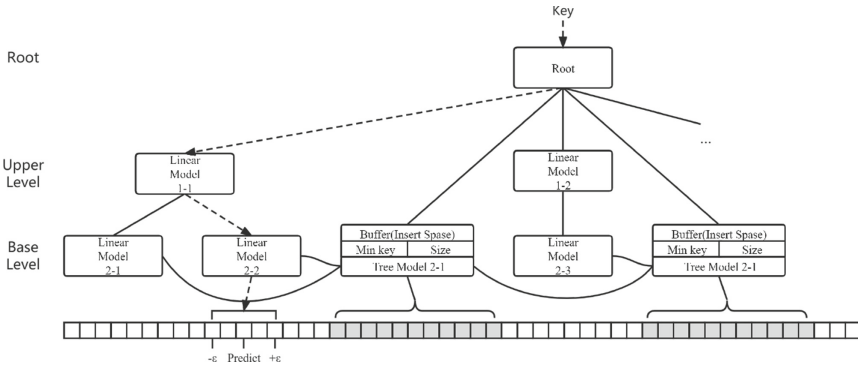 Key
Root
Root
Upper
Level
Linear
Model
1-1
Linear
Model
1-2
...
Base
Level
Linear
Model
2-1
Linear
Model
2-2
Buffer(Insert Spase)
Min key
Size
Tree Model 2-1
Linear
Model
2-3
Buffer(Insert Spase)
Min key
Size
Tree Model 2-1
-ε
Predict
+ε